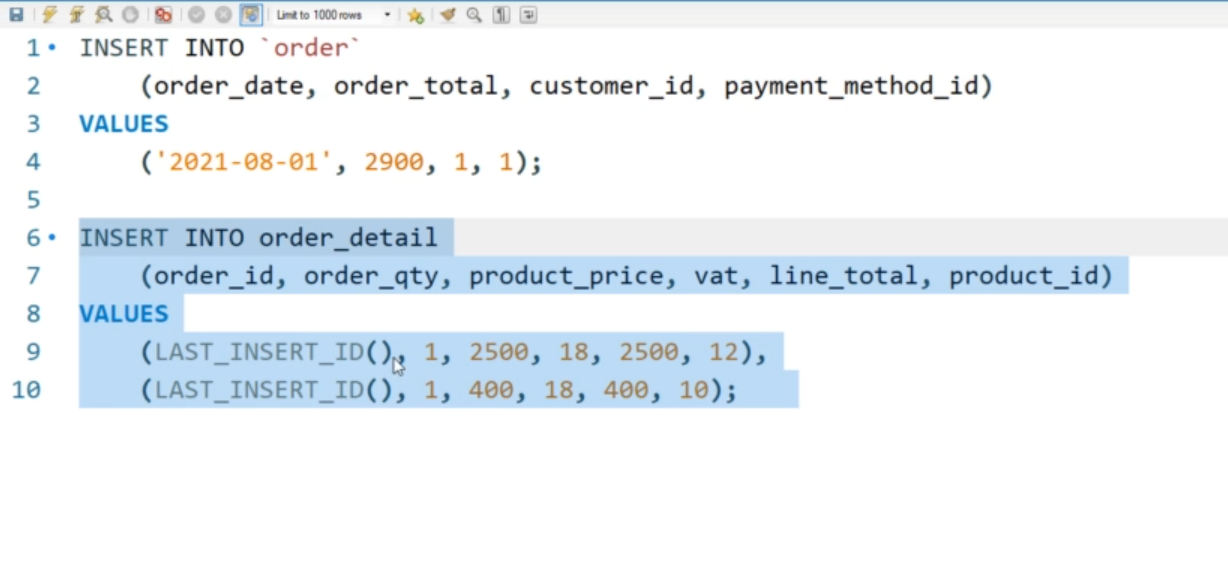 Limit to 1000 rows
1 INSERT INTO `order`
2 (order_date, order_total, customer_id, payment_method_id)
3 VALUES
4 ('2021-08-01', 2900, 1, 1);
5
6 INSERT INTO order_detail
7 (order_id, order_qty, product_price, vat, line_total, product_id)
8 VALUES
9 (LAST_INSERT_ID(), 1, 2500, 18, 2500, 12),
10 (LAST_INSERT_ID(), 1, 400, 18, 400, 10);